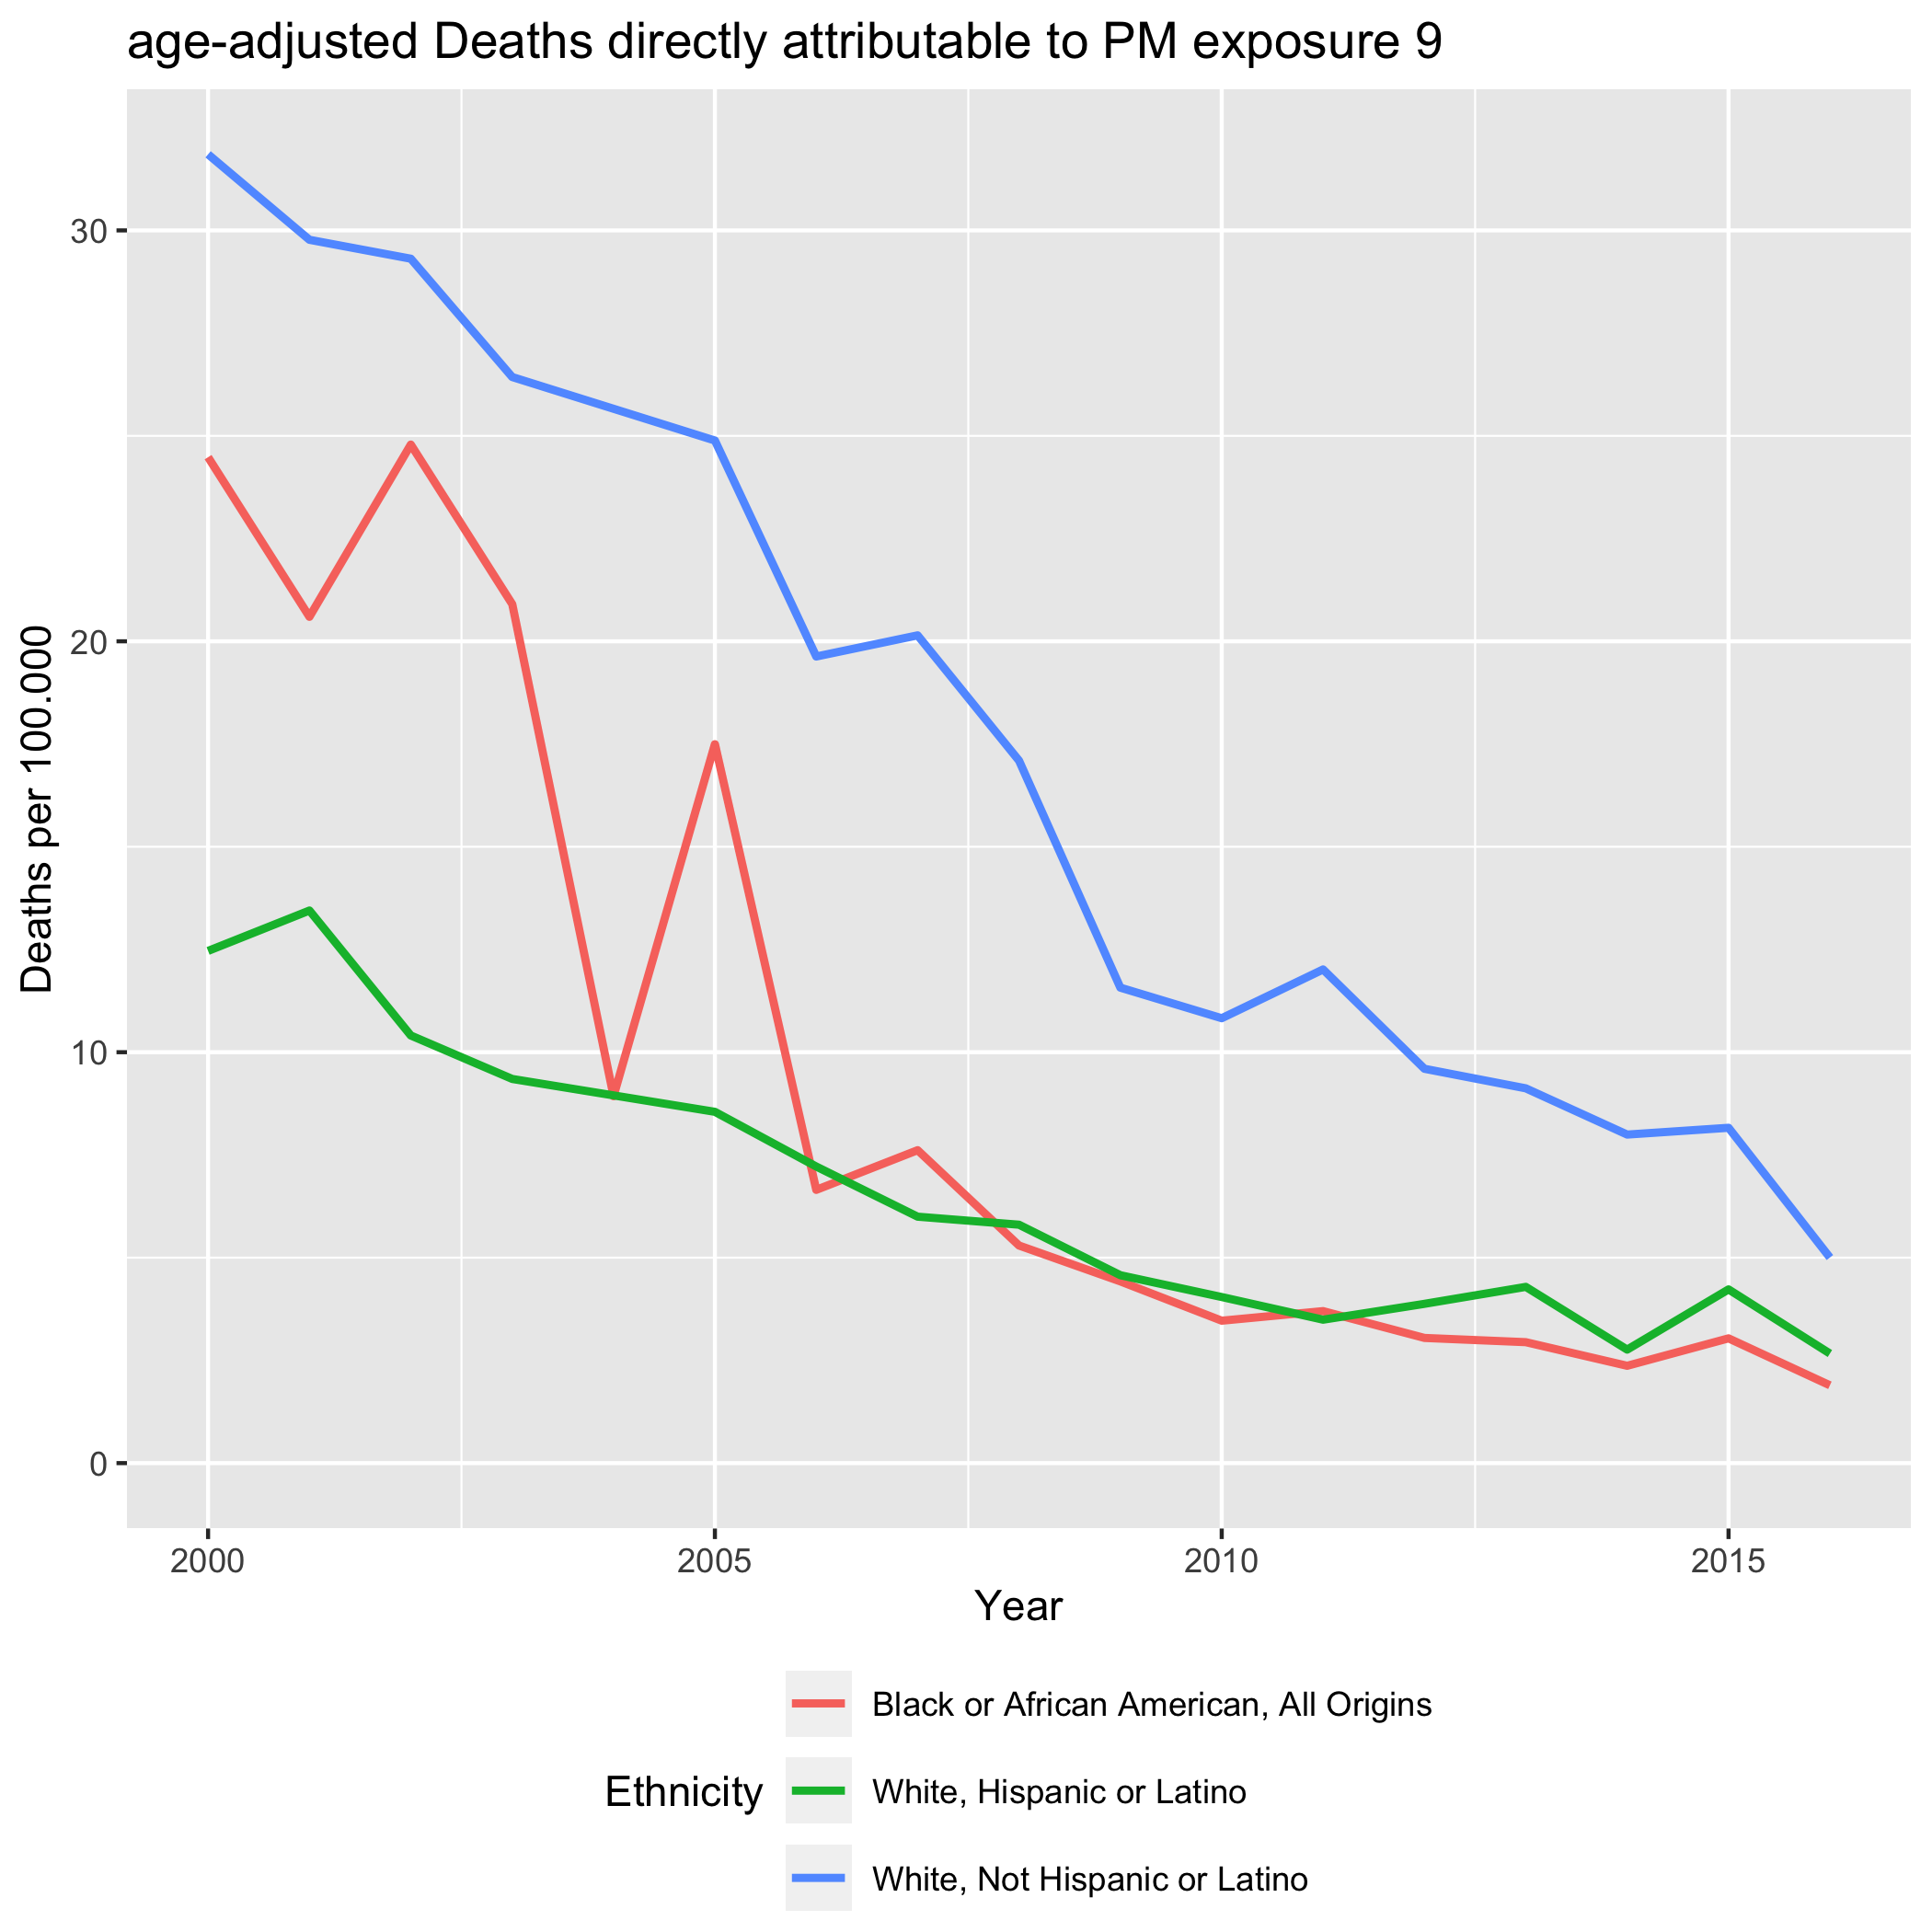 age-adjusted Deaths directly attributable to PM exposure 9
Deaths per 100.000
30
20
10
0
2000
2005
2010
2015
Year
Ethnicity
Black or African American, All Origins
White, Hispanic or Latino
White, Not Hispanic or Latino